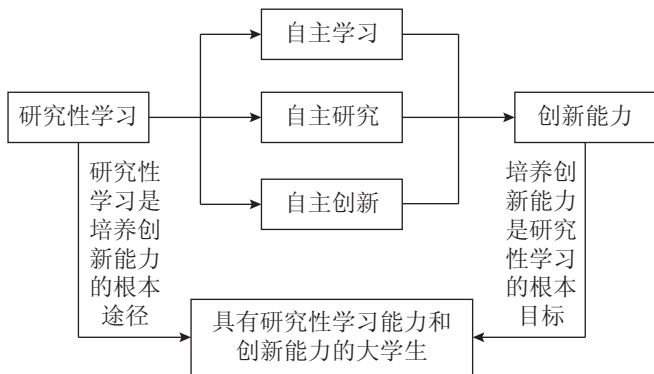 自主学习
研究性学习
自主研究
创新能力
自主创新
研究性
学习是
培养创
新能力
的根本
途径
培养创
新能力
是研究
性学习
的根本
目标
具有研究性学习能力和
创新能力的大学生